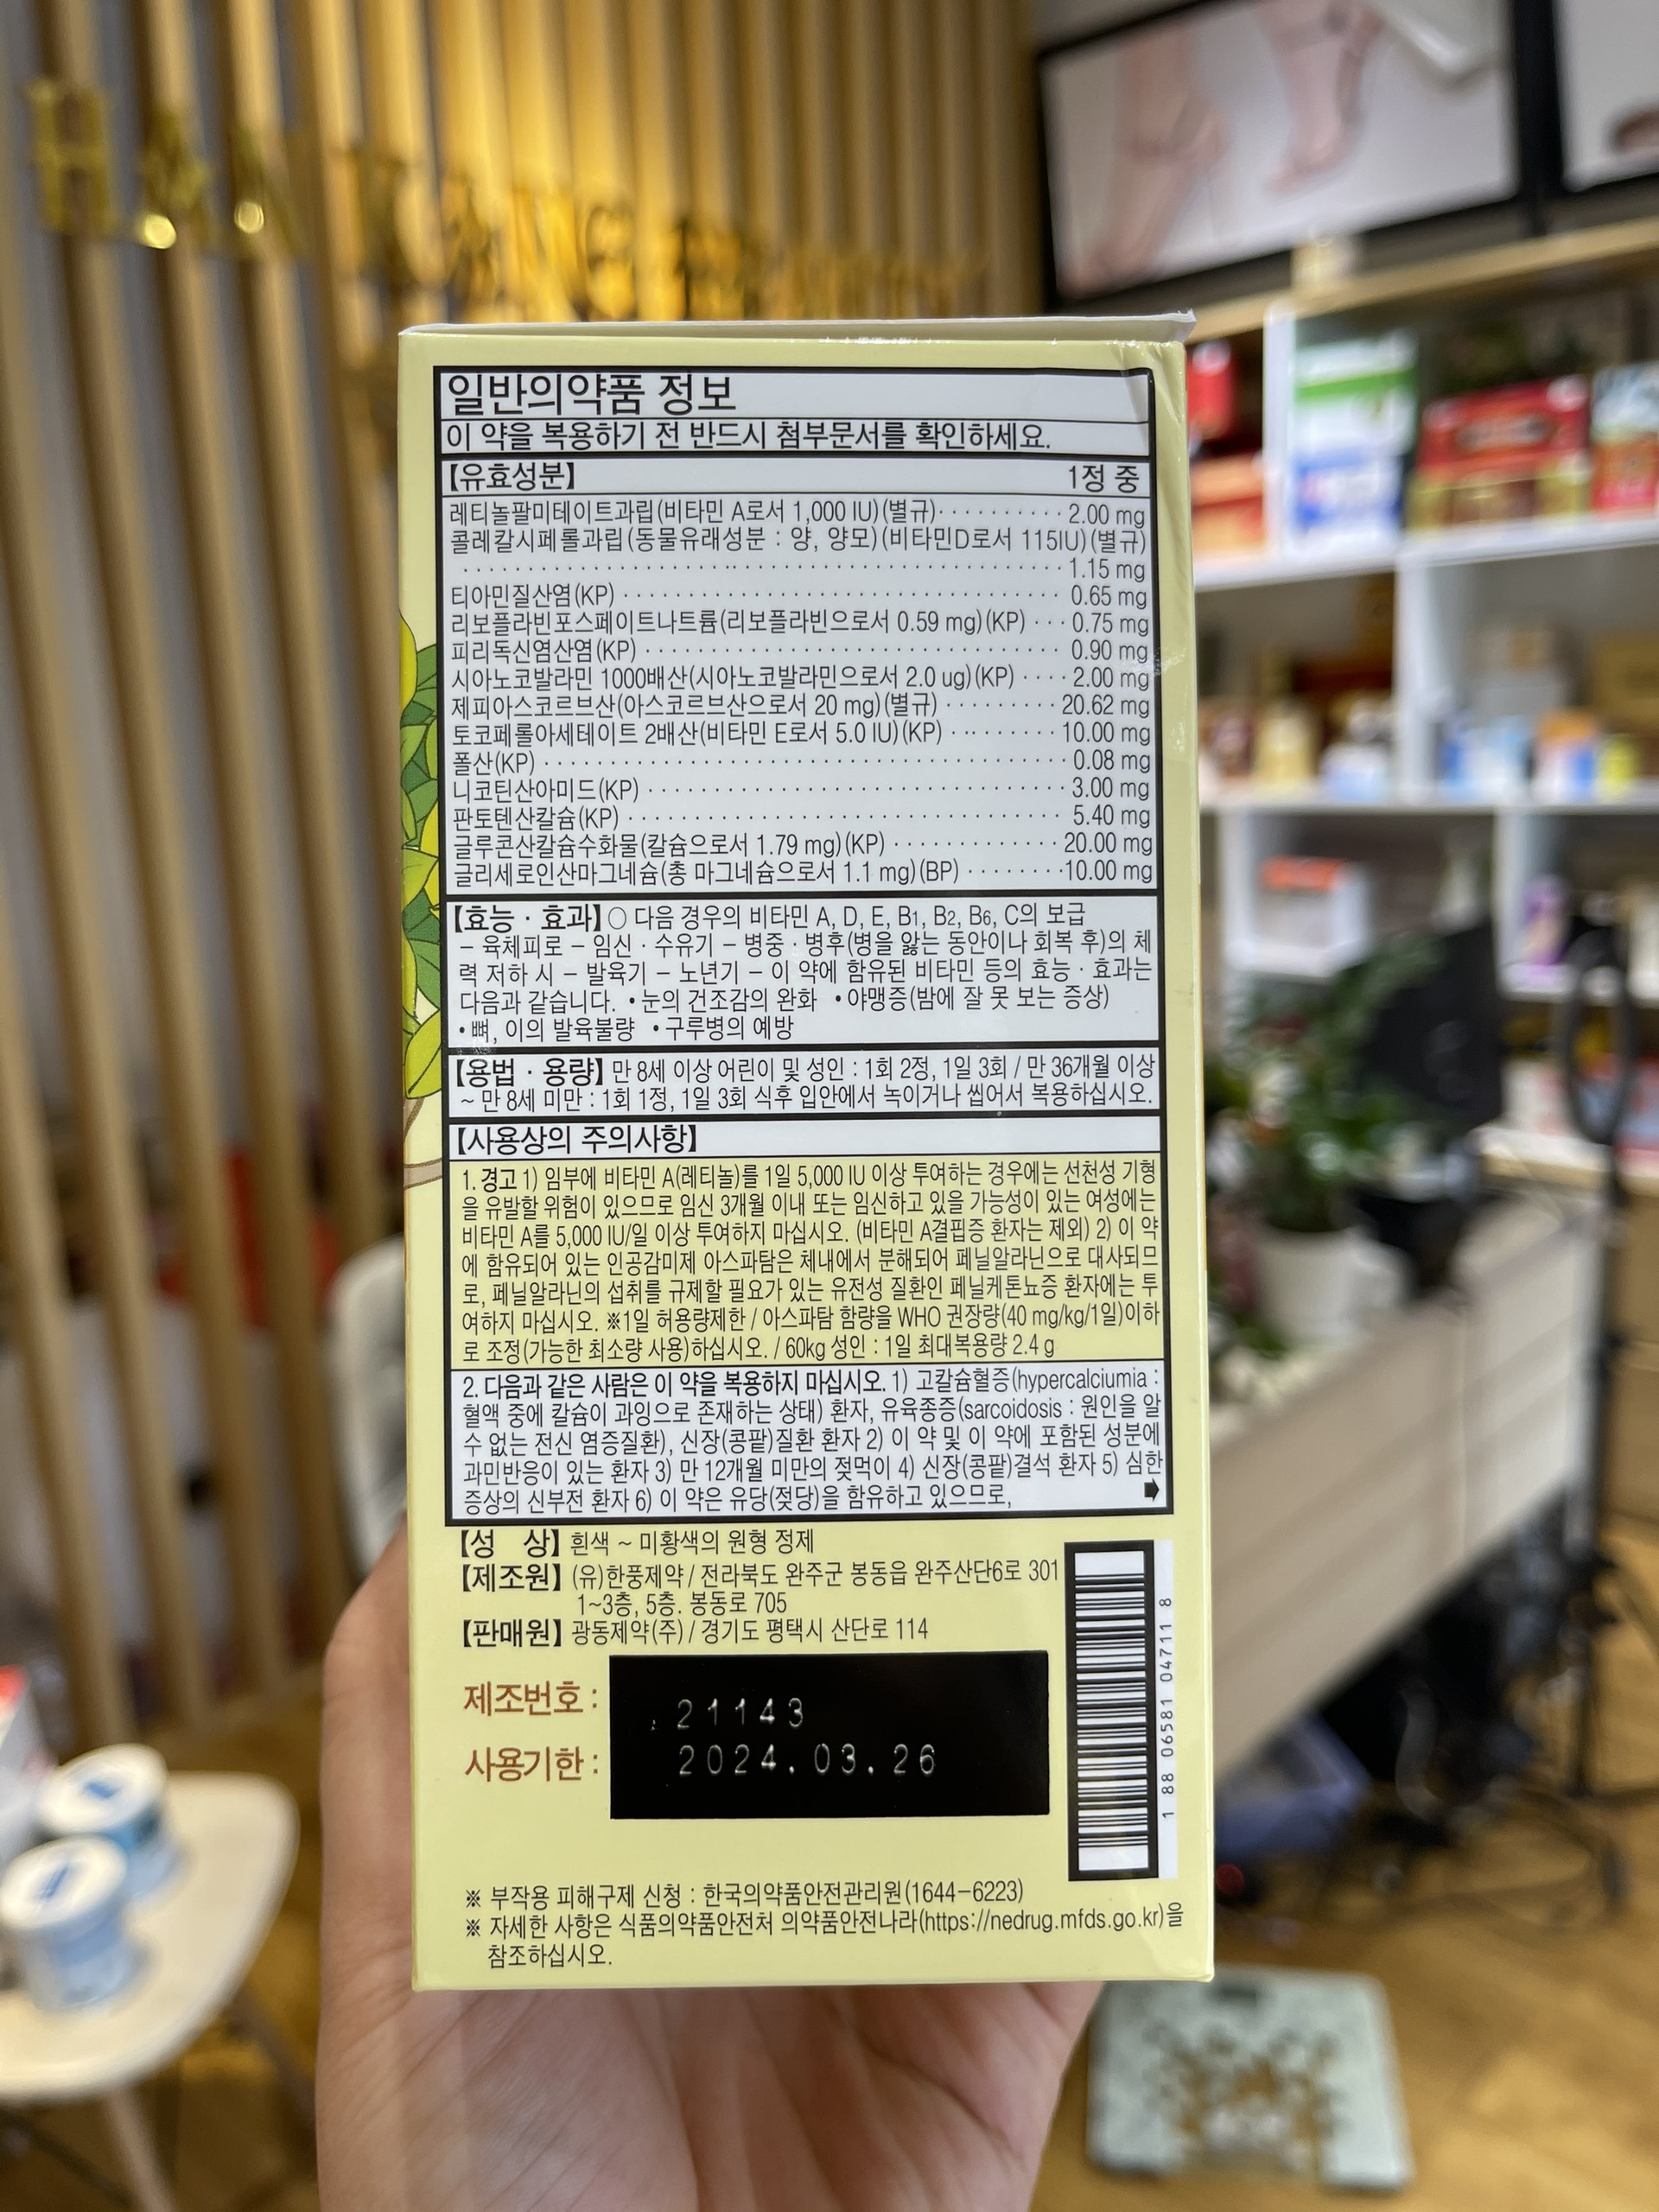 일반의약품 정보
이 약을 복용하기 전 반드시 첨부문서를 확인하세요.
【유효성분】 1정 중
레티놀팔미테이트과립(비타민 A로서 1,000 IU)(별규)·········· 2.00 mg
콜레칼시페롤과립(동물유래성분 : 양, 양모)(비타민D로서 115IU)(별규)
·········· 1.15 mg
티아민질산염(KP) ·········· 0.65 mg
리보플라빈포스페이트나트륨(리보플라빈으로서 0.59 mg)(KP) ··· 0.75 mg
피리독신염산염(KP) ·········· 0.90 mg
시아노코발라민 1000배산(시아노코발라민으로서 2.0 ug)(KP) ···· 2.00 mg
제피아스코르브산(아스코르브산으로서 20 mg)(별규) ········· 20.62 mg
토코페롤아세테이트 2배산(비타민 E로서 5.0 IU)(KP) ········ 10.00 mg
폴산(KP) ·········· 0.08 mg
니코틴산아미드(KP) ·········· 3.00 mg
판토텐산칼슘(KP) ·········· 5.40 mg
글루콘산칼슘수화물(칼슘으로서 1.79 mg)(KP) ·········· 20.00 mg
글리세로인산마그네슘(총 마그네슘으로서 1.1 mg)(BP) ·········10.00 mg
【효능 · 효과】 ○ 다음 경우의 비타민 A, D, E, B1, B2, B6, C의 보급
– 육체피로 – 임신 · 수유기 – 병중 · 병후(병을 앓는 동안이나 회복 후)의 체
력 저하 시 – 발육기 – 노년기 – 이 약에 함유된 비타민 등의 효능 · 효과는
다음과 같습니다. •눈의 건조감의 완화 •야맹증(밤에 잘 못 보는 증상)
•뼈, 이의 발육불량 •구루병의 예방
【용법 · 용량】 만 8세 이상 어린이 및 성인 : 1회 2정, 1일 3회 / 만 36개월 이상
~ 만 8세 미만 : 1회 1정, 1일 3회 식후 입안에서 녹이거나 씹어서 복용하십시오.
【사용상의 주의사항】
1. 경고 1) 임부에 비타민 A(레티놀)를 1일 5,000 IU 이상 투여하는 경우에는 선천성 기형
을 유발할 위험이 있으므로 임신 3개월 이내 또는 임신하고 있을 가능성이 있는 여성에는
비타민 A를 5,000 IU/일 이상 투여하지 마십시오. (비타민 A결핍증 환자는 제외) 2) 이 약
에 함유되어 있는 인공감미제 아스파탐은 체내에서 분해되어 페닐알라닌으로 대사되므
로, 페닐알라닌의 섭취를 규제할 필요가 있는 유전성 질환인 페닐케톤뇨증 환자에는 투
여하지 마십시오. ※1일 허용량제한 / 아스파탐 함량을 WHO 권장량(40 mg/kg/1일)이하
로 조정(가능한 최소량 사용)하십시오. / 60kg 성인 : 1일 최대복용량 2.4 g
2. 다음과 같은 사람은 이 약을 복용하지 마십시오. 1) 고칼슘혈증(hypercalciumia :
혈액 중에 칼슘이 과잉으로 존재하는 상태) 환자, 유육종증(sarcoidosis : 원인을 알
수 없는 전신 염증질환), 신장(콩팥)질환 환자 2) 이 약 및 이 약에 포함된 성분에
과민반응이 있는 환자 3) 만 12개월 미만의 젖먹이 4) 신장(콩팥)결석 환자 5) 심한
증상의 신부전 환자 6) 이 약은 유당(젖당)을 함유하고 있으므로,
【성 상】 흰색 ~ 미황색의 원형 정제
【제조원】 (유)한풍제약 / 전라북도 완주군 봉동읍 완주산단6로 301
1~3층, 5층. 봉동로 705
【판매원】 광동제약(주) / 경기도 평택시 산단로 114
제조번호 : 21143
사용기한 : 2024.03.26
1 88 06581 04711 8
※ 부작용 피해구제 신청 : 한국의약품안전관리원(1644-6223)
※ 자세한 사항은 식품의약품안전처 의약품안전나라(https://nedrug.mfds.go.kr)을
참조하십시오.